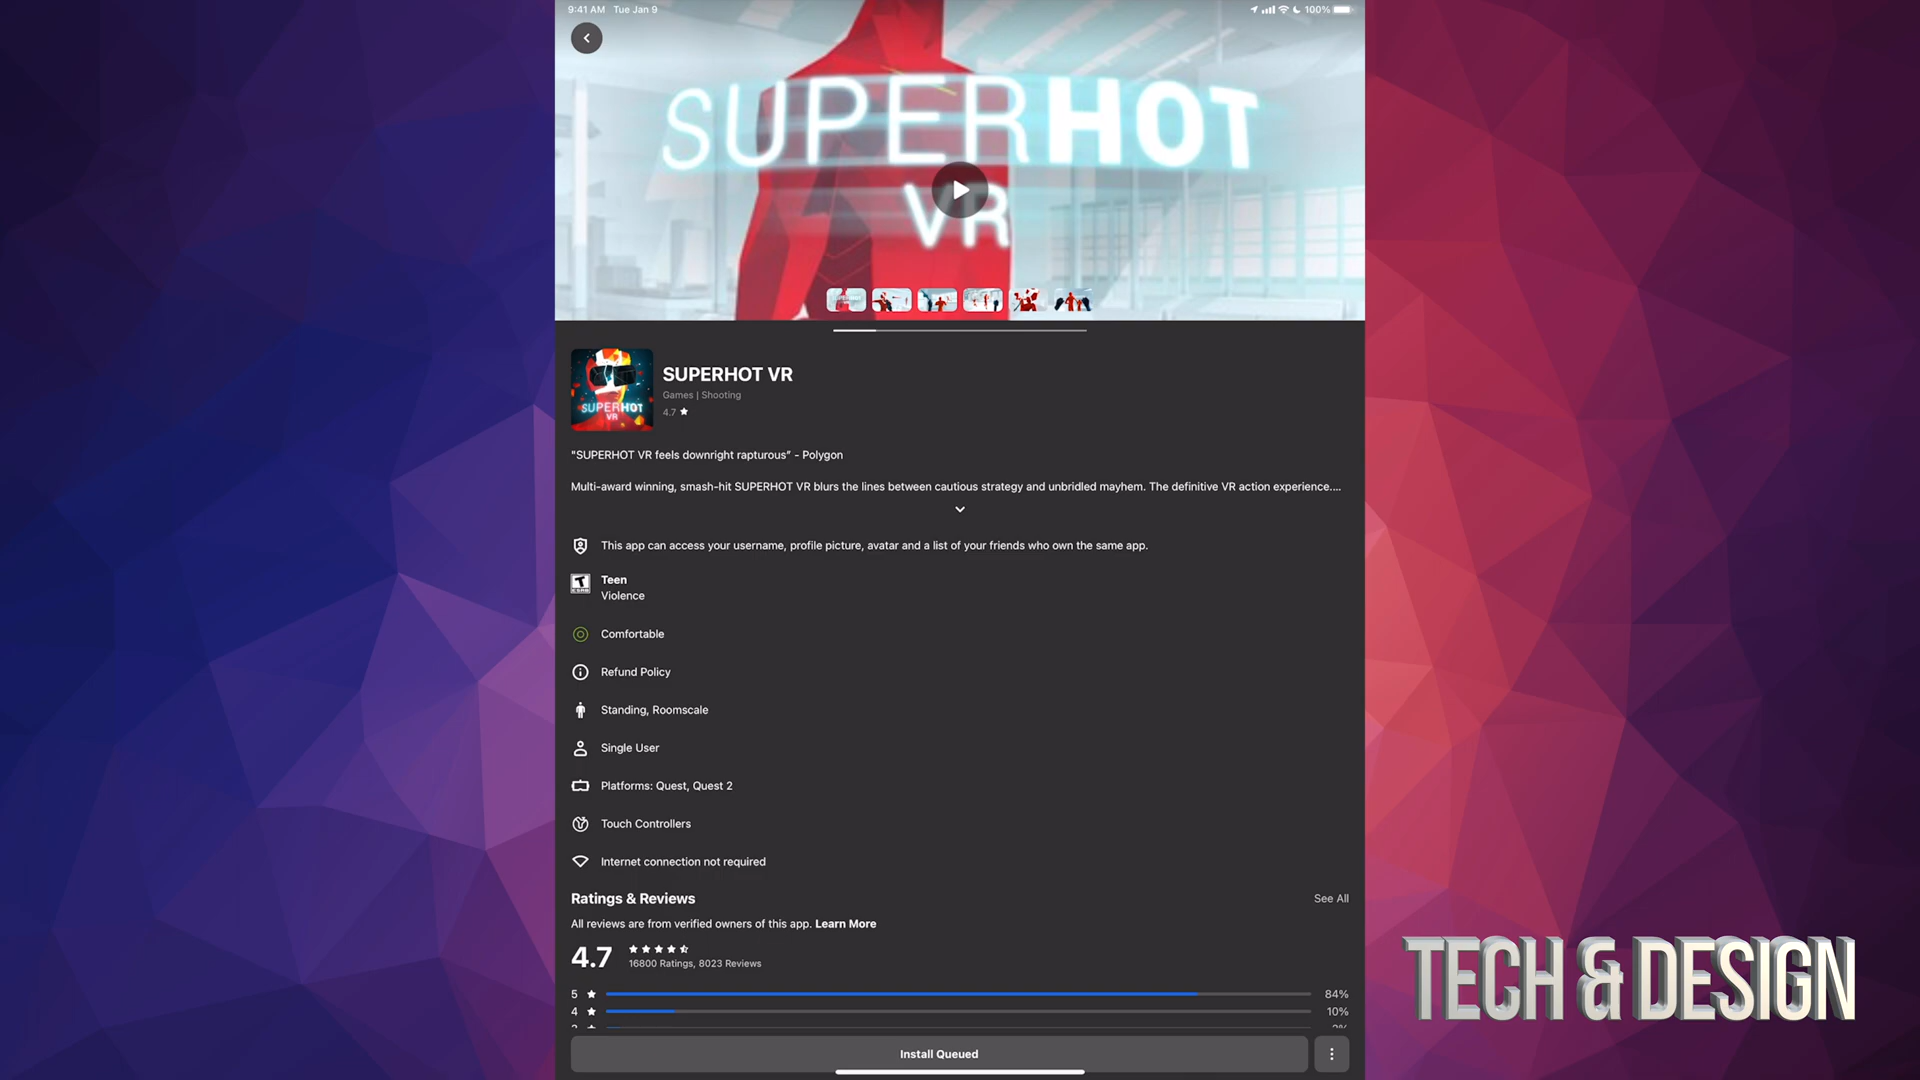 9:41 AM Tue Jan 9
100%
SUPERHOT
VR
SUPERHOT
VR
SUPERHOT VR
Games | Shooting
4.7
"SUPERHOT VR feels downright rapturous” - Polygon
Multi-award winning, smash-hit SUPERHOT VR blurs the lines between cautious strategy and unbridled mayhem. The definitive VR action experience....
This app can access your username, profile picture, avatar and a list of your friends who own the same app.
T
ESRB
Teen
Violence
Comfortable
Refund Policy
Standing, Roomscale
Single User
Platforms: Quest, Quest 2
Touch Controllers
Internet connection not required
Ratings & Reviews
See All
All reviews are from verified owners of this app. Learn More
4.7
16800 Ratings, 8023 Reviews
5 84%
4 10%
Install Queued
TECH & DESIGN